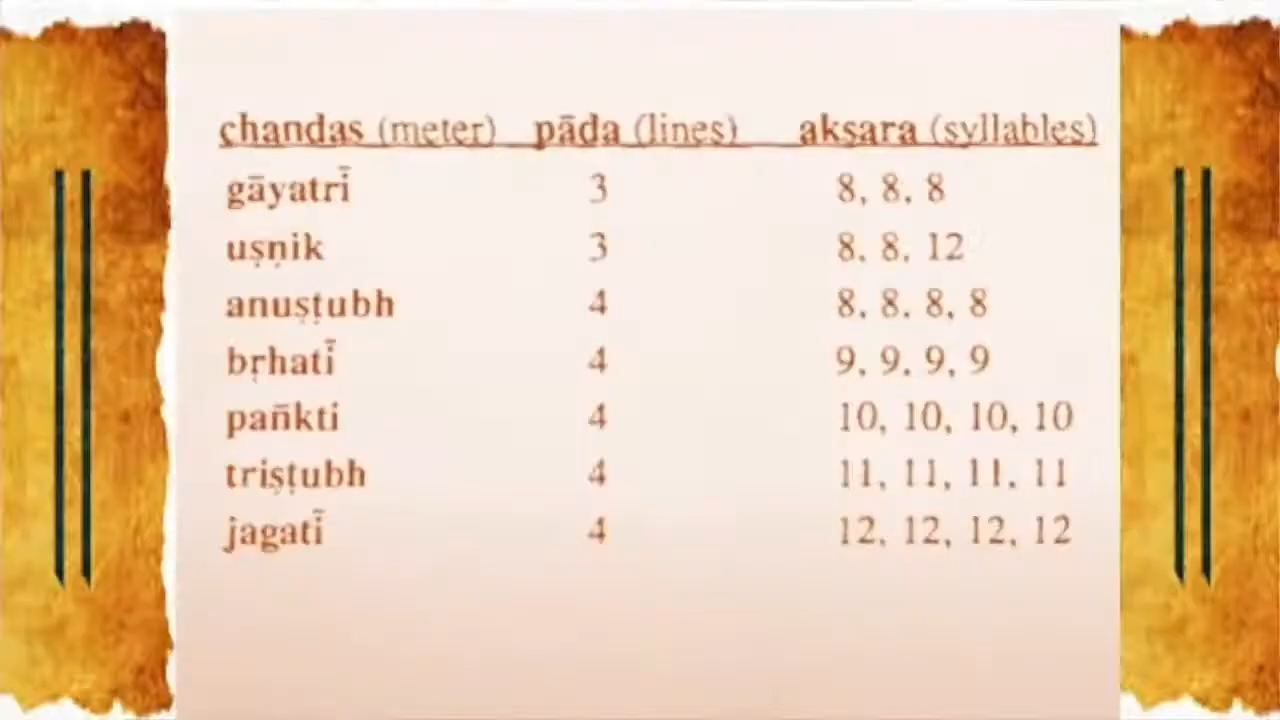 chandas (meter) pāda (lines) akṣara (syllables)
gāyatrī 3 8, 8, 8
uṣṇik 3 8, 8, 12
anuṣṭubh 4 8, 8, 8, 8
bṛhatī 4 9, 9, 9, 9
pañkti 4 10, 10, 10, 10
triṣṭubh 4 11, 11, 11, 11
jagatī 4 12, 12, 12, 12